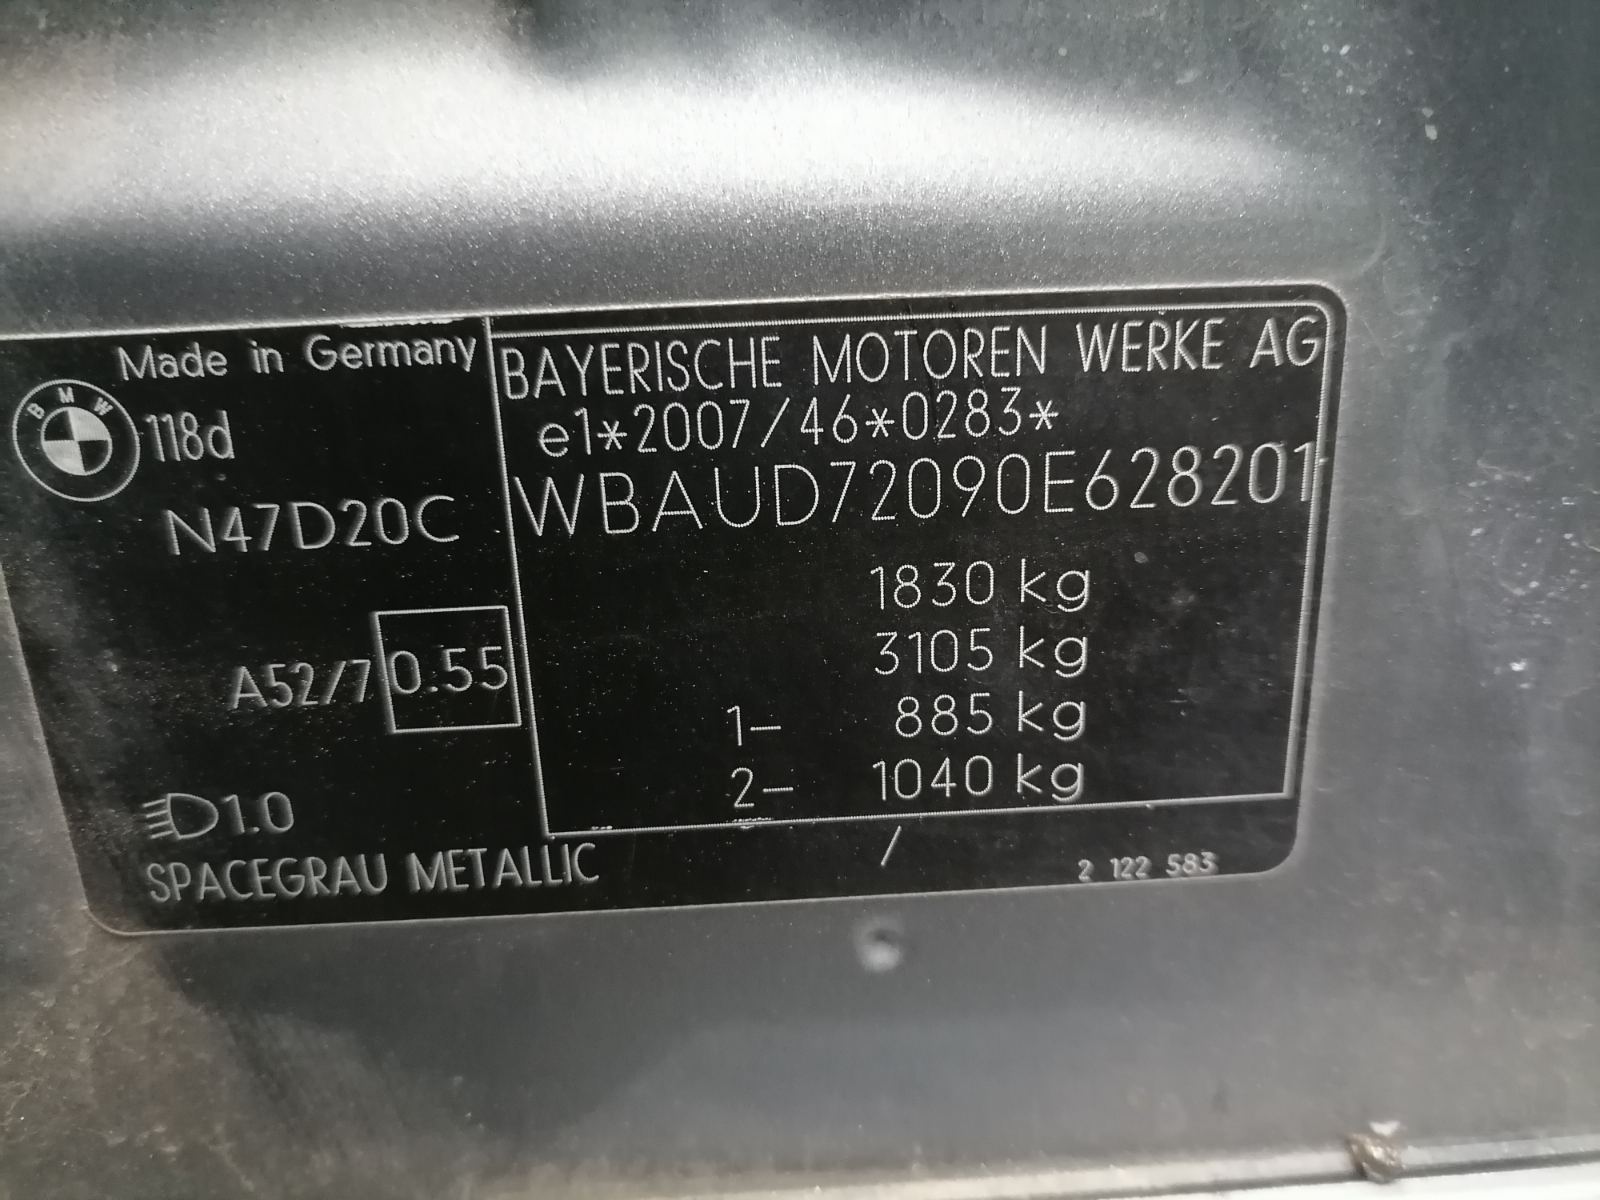 Made in Germany
BMW
118d
N47D20C
A52/7 0.55
1.0
SPACEGRAU METALLIC
BAYERISCHE MOTOREN WERKE AG
e1*2007/46*0283*
WBAUD72090E628201
1830 kg
3105 kg
1- 885 kg
2- 1040 kg
/
2 122 583